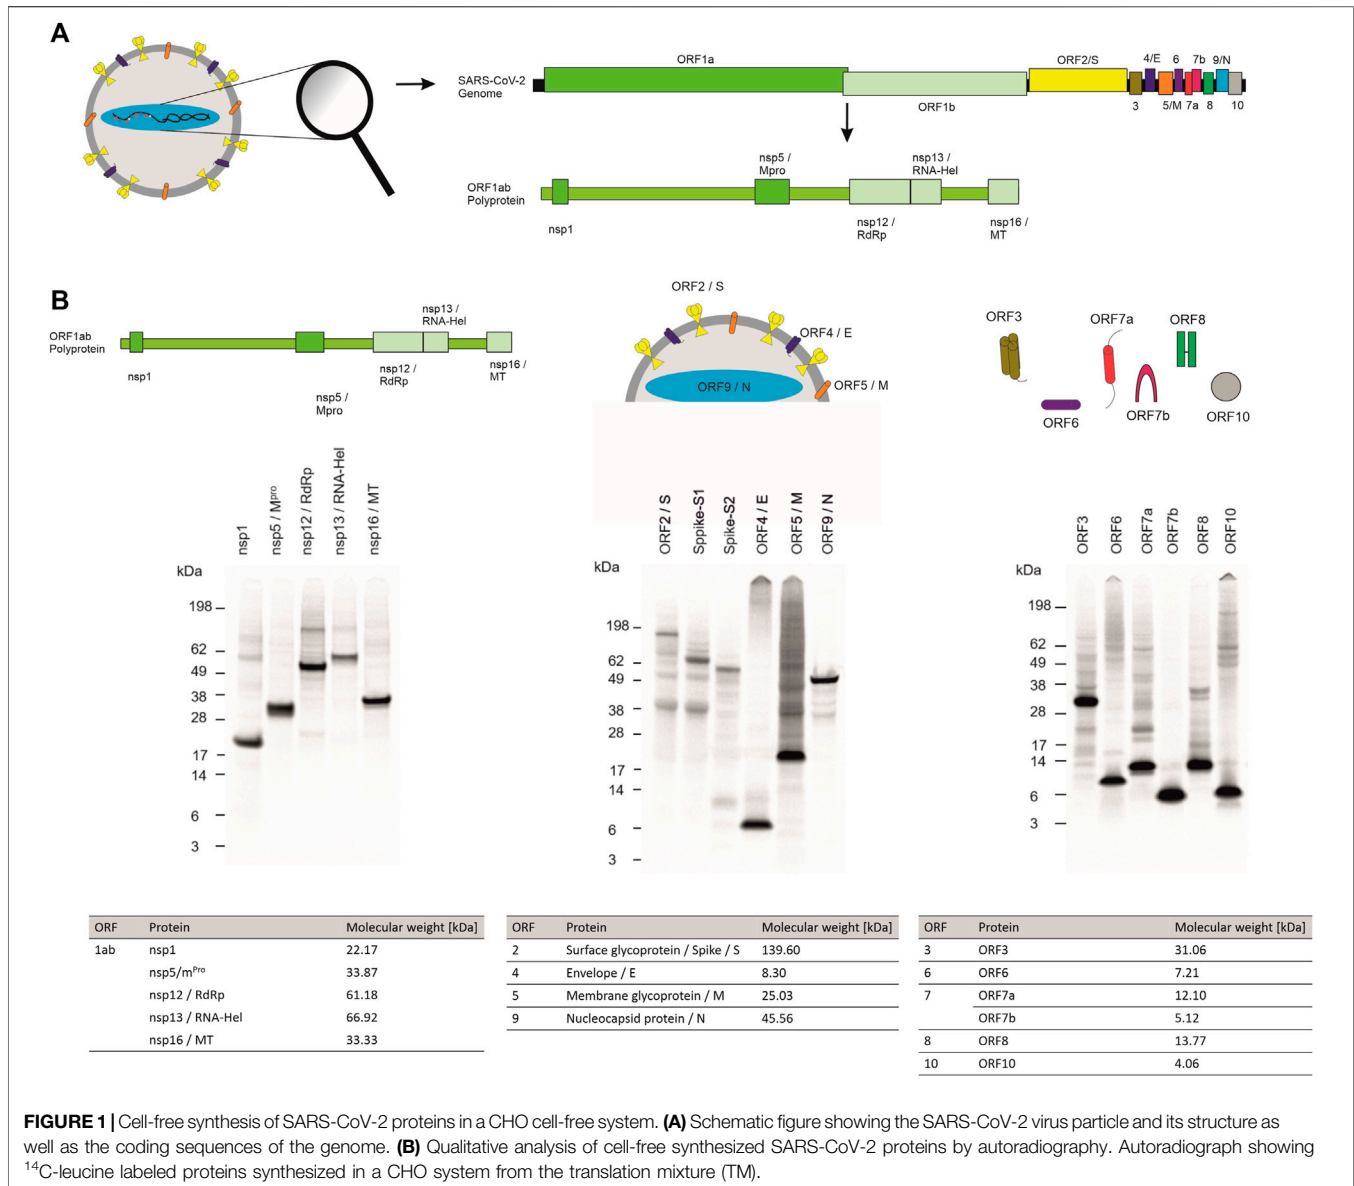 A
SARS-CoV-2
Genome
ORF1a
ORF1b
ORF2/S
4/E
6
7b
9/N
3
5/M
7a
8
10
ORF1ab
Polyprotein
nsp1
nsp5 /
Mpro
nsp12 /
RdRp
nsp13 /
RNA-Hel
nsp16 /
MT
B
ORF1ab
Polyprotein
nsp1
nsp5 /
Mpro
nsp12 /
RdRp
nsp13 /
RNA-Hel
nsp16 /
MT
ORF2 / S
ORF4 / E
ORF5 / M
ORF9 / N
ORF3
ORF6
ORF7a
ORF7b
ORF8
ORF10
nsp1
nsp5 / Mᵖʳᵒ
nsp12 / RdRp
nsp13 / RNA-Hel
nsp16 / MT
kDa
198
62
49
38
28
17
14
6
3
ORF2 / S
Sppike-S1
Spike-S2
ORF4 / E
ORF5 / M
ORF9 / N
kDa
198
62
49
38
28
17
14
6
3
ORF3
ORF6
ORF7a
ORF7b
ORF8
ORF10
kDa
198
62
49
38
28
17
14
6
3
ORF Protein Molecular weight [kDa]
1ab nsp1 22.17
nsp5/mᴾʳᵒ 33.87
nsp12 / RdRp 61.18
nsp13 / RNA-Hel 66.92
nsp16 / MT 33.33
ORF Protein Molecular weight [kDa]
2 Surface glycoprotein / Spike / S 139.60
4 Envelope / E 8.30
5 Membrane glycoprotein / M 25.03
9 Nucleocapsid protein / N 45.56
ORF Protein Molecular weight [kDa]
3 ORF3 31.06
6 ORF6 7.21
7 ORF7a 12.10
ORF7b 5.12
8 ORF8 13.77
10 ORF10 4.06
FIGURE 1 | Cell-free synthesis of SARS-CoV-2 proteins in a CHO cell-free system. (A) Schematic figure showing the SARS-CoV-2 virus particle and its structure as
well as the coding sequences of the genome. (B) Qualitative analysis of cell-free synthesized SARS-CoV-2 proteins by autoradiography. Autoradiograph showing
¹⁴C-leucine labeled proteins synthesized in a CHO system from the translation mixture (TM).